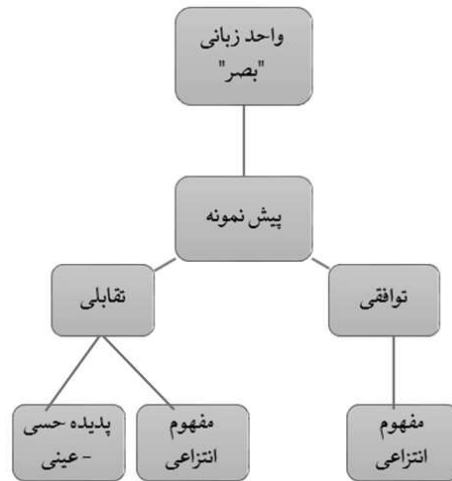 واحد زبانی
"بصر"
پیش نمونه
توافقی
تقابلی
مفهوم
انتزاعی
مفهوم
انتزاعی
پدیده حسی
- عینی